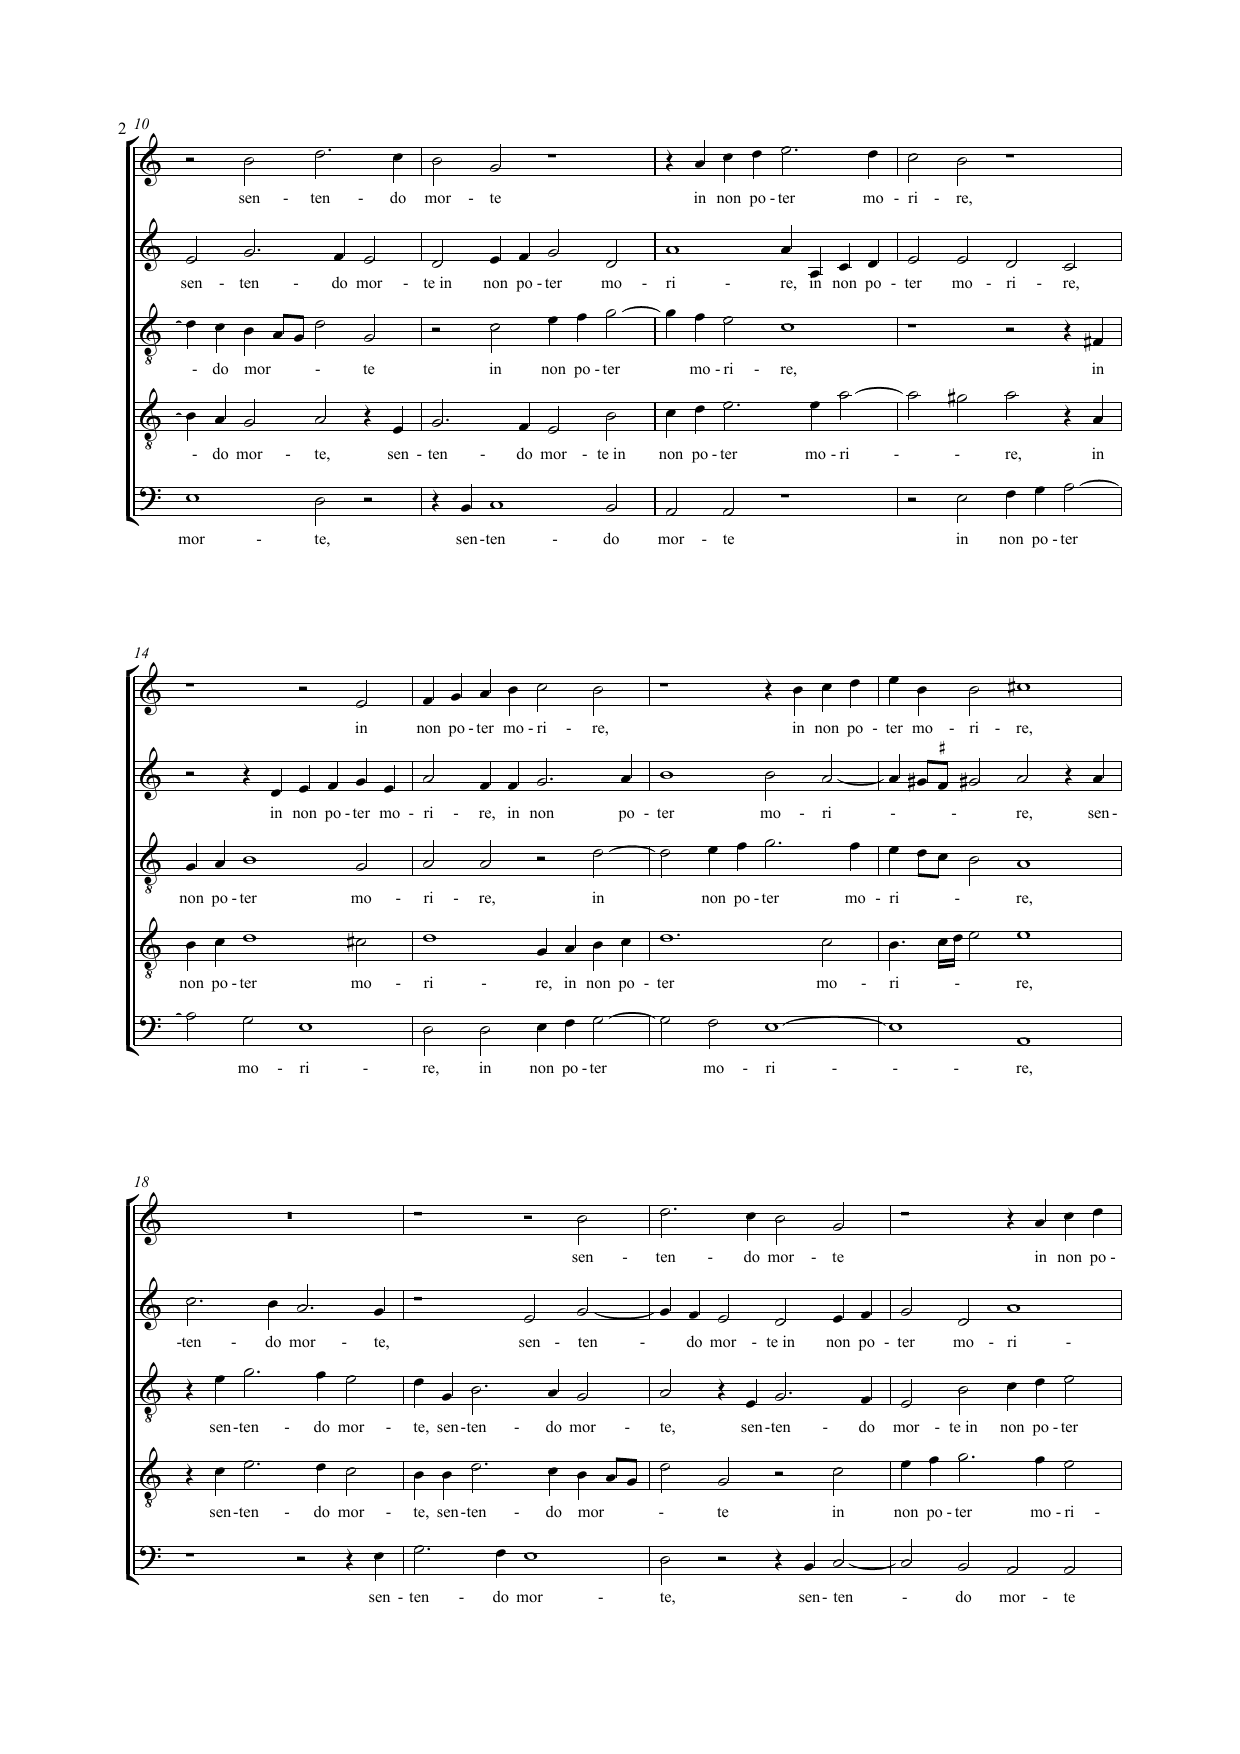 2 10
sen - ten - do mor - te in non po - ter mo - ri - re,
sen - ten - do mor - te in non po - ter mo - ri - re, in non po - ter mo - ri - re,
- do mor - te in non po - ter mo - ri - re, in
- do mor - te, sen - ten - do mor - te in non po - ter mo - ri - - re, in
mor - te, sen - ten - do mor - te in non po - ter
14
in non po - ter mo - ri - re, in non po - ter mo - ri - re,
in non po - ter mo - ri - re, in non po - ter mo - ri - - re, sen -
non po - ter mo - ri - re, in non po - ter mo - ri - re,
non po - ter mo - ri - re, in non po - ter mo - ri - re,
mo - ri - re, in non po - ter mo - ri - - - re,
18
sen - ten - do mor - te in non po -
-ten - do mor - te, sen - ten - do mor - te in non po - ter mo - ri -
sen - ten - do mor - te, sen - ten - do mor - te, sen - ten - do mor - te in non po - ter
sen - ten - do mor - te, sen - ten - do mor - te in non po - ter mo - ri -
sen - ten - do mor - te, sen - ten - do mor - te